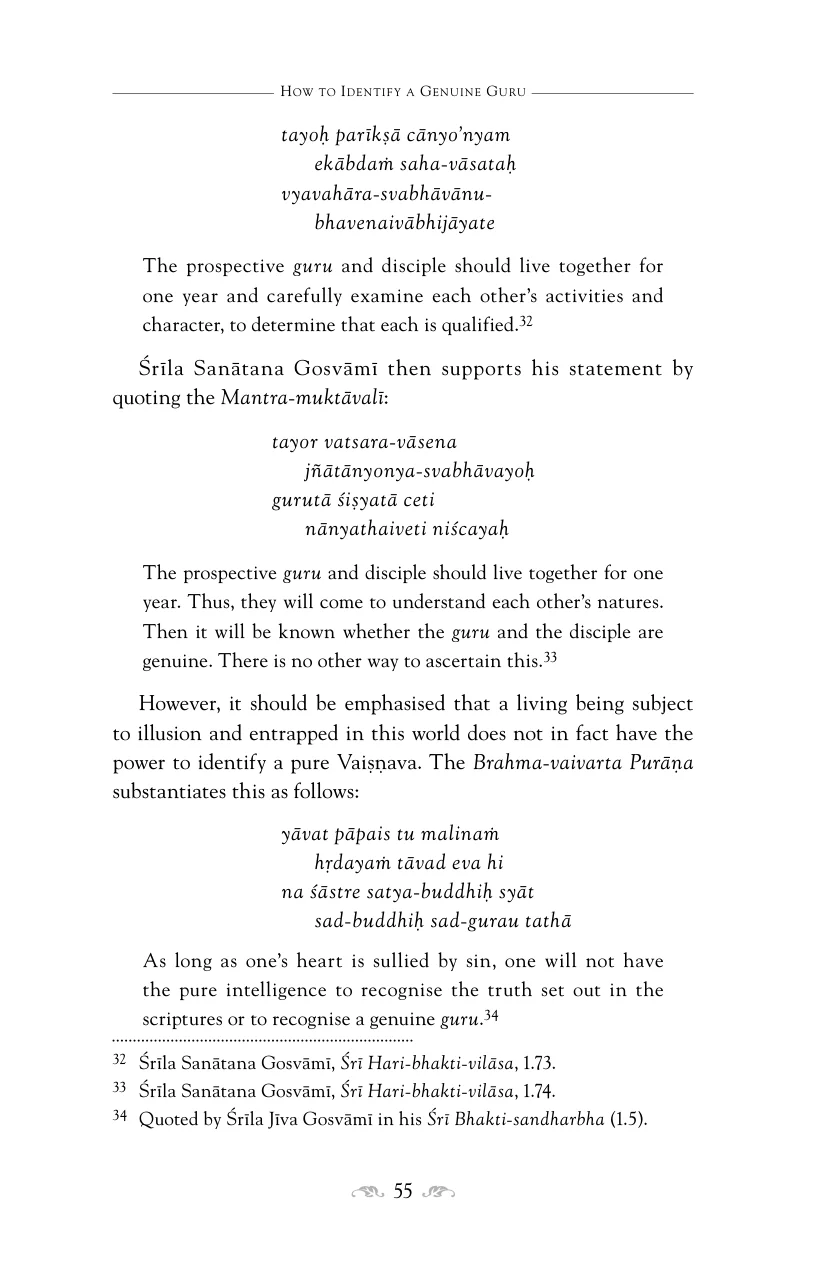 How to Identify a Genuine Guru
tayoḥ parīkṣā cānyo’nyam
ekābdaṁ saha-vāsataḥ
vyavahāra-svabhāvānu-
bhavenaivābhijāyate
The prospective guru and disciple should live together for
one year and carefully examine each other’s activities and
character, to determine that each is qualified.32
Śrīla Sanātana Gosvāmī then supports his statement by
quoting the Mantra-muktāvalī:
tayor vatsara-vāsena
jñātānyonya-svabhāvayoḥ
gurutā śiṣyatā ceti
nānyathaiveti niścayaḥ
The prospective guru and disciple should live together for one
year. Thus, they will come to understand each other’s natures.
Then it will be known whether the guru and the disciple are
genuine. There is no other way to ascertain this.33
However, it should be emphasised that a living being subject
to illusion and entrapped in this world does not in fact have the
power to identify a pure Vaiṣṇava. The Brahma-vaivarta Purāṇa
substantiates this as follows:
yāvat pāpais tu malinaṁ
hṛdayaṁ tāvad eva hi
na śāstre satya-buddhiḥ syāt
sad-buddhiḥ sad-gurau tathā
As long as one’s heart is sullied by sin, one will not have
the pure intelligence to recognise the truth set out in the
scriptures or to recognise a genuine guru.34
32 Śrīla Sanātana Gosvāmī, Śrī Hari-bhakti-vilāsa, 1.73.
33 Śrīla Sanātana Gosvāmī, Śrī Hari-bhakti-vilāsa, 1.74.
34 Quoted by Śrīla Jīva Gosvāmī in his Śrī Bhakti-sandharbha (1.5).
55